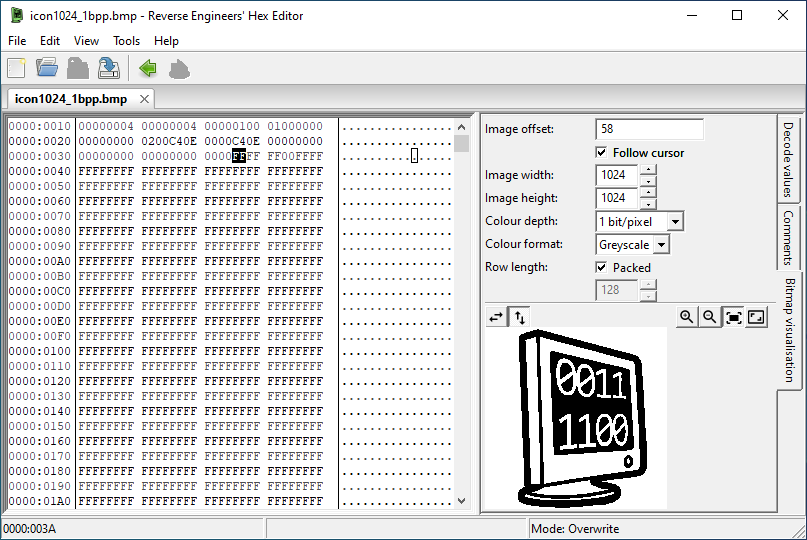 icon1024_1bpp.bmp - Reverse Engineers' Hex Editor
File Edit View Tools Help
icon1024_1bpp.bmp
0000:0010 00000004 00000004 00000100 01000000 ................
0000:0020 00000000 0200C40E 0000C40E 00000000 ................
0000:0030 00000000 00000000 0000FFFF FF00FFFF ................
0000:0040 FFFFFFFF FFFFFFFF FFFFFFFF FFFFFFFF ................
0000:0050 FFFFFFFF FFFFFFFF FFFFFFFF FFFFFFFF ................
0000:0060 FFFFFFFF FFFFFFFF FFFFFFFF FFFFFFFF ................
0000:0070 FFFFFFFF FFFFFFFF FFFFFFFF FFFFFFFF ................
0000:0080 FFFFFFFF FFFFFFFF FFFFFFFF FFFFFFFF ................
0000:0090 FFFFFFFF FFFFFFFF FFFFFFFF FFFFFFFF ................
0000:00A0 FFFFFFFF FFFFFFFF FFFFFFFF FFFFFFFF ................
0000:00B0 FFFFFFFF FFFFFFFF FFFFFFFF FFFFFFFF ................
0000:00C0 FFFFFFFF FFFFFFFF FFFFFFFF FFFFFFFF ................
0000:00D0 FFFFFFFF FFFFFFFF FFFFFFFF FFFFFFFF ................
0000:00E0 FFFFFFFF FFFFFFFF FFFFFFFF FFFFFFFF ................
0000:00F0 FFFFFFFF FFFFFFFF FFFFFFFF FFFFFFFF ................
0000:0100 FFFFFFFF FFFFFFFF FFFFFFFF FFFFFFFF ................
0000:0110 FFFFFFFF FFFFFFFF FFFFFFFF FFFFFFFF ................
0000:0120 FFFFFFFF FFFFFFFF FFFFFFFF FFFFFFFF ................
0000:0130 FFFFFFFF FFFFFFFF FFFFFFFF FFFFFFFF ................
0000:0140 FFFFFFFF FFFFFFFF FFFFFFFF FFFFFFFF ................
0000:0150 FFFFFFFF FFFFFFFF FFFFFFFF FFFFFFFF ................
0000:0160 FFFFFFFF FFFFFFFF FFFFFFFF FFFFFFFF ................
0000:0170 FFFFFFFF FFFFFFFF FFFFFFFF FFFFFFFF ................
0000:0180 FFFFFFFF FFFFFFFF FFFFFFFF FFFFFFFF ................
0000:0190 FFFFFFFF FFFFFFFF FFFFFFFF FFFFFFFF ................
0000:01A0 FFFFFFFF FFFFFFFF FFFFFFFF FFFFFFFF ................
Image offset: 58
Follow cursor
Image width: 1024
Image height: 1024
Colour depth: 1 bit/pixel
Colour format: Greyscale
Row length: Packed
128
0011
1100
Decode values
Comments
Bitmap visualisation
0000:003A
Mode: Overwrite